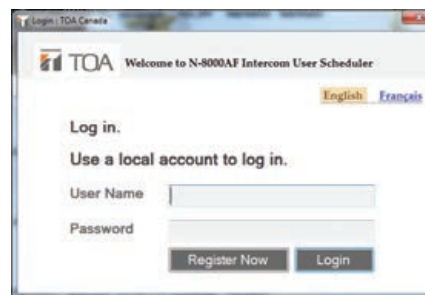 Login | TOA Canada
TOA Welcome to N-8000AF Intercom User Scheduler
English Français
Log in.
Use a local account to log in.
User Name
Password
Register Now Login